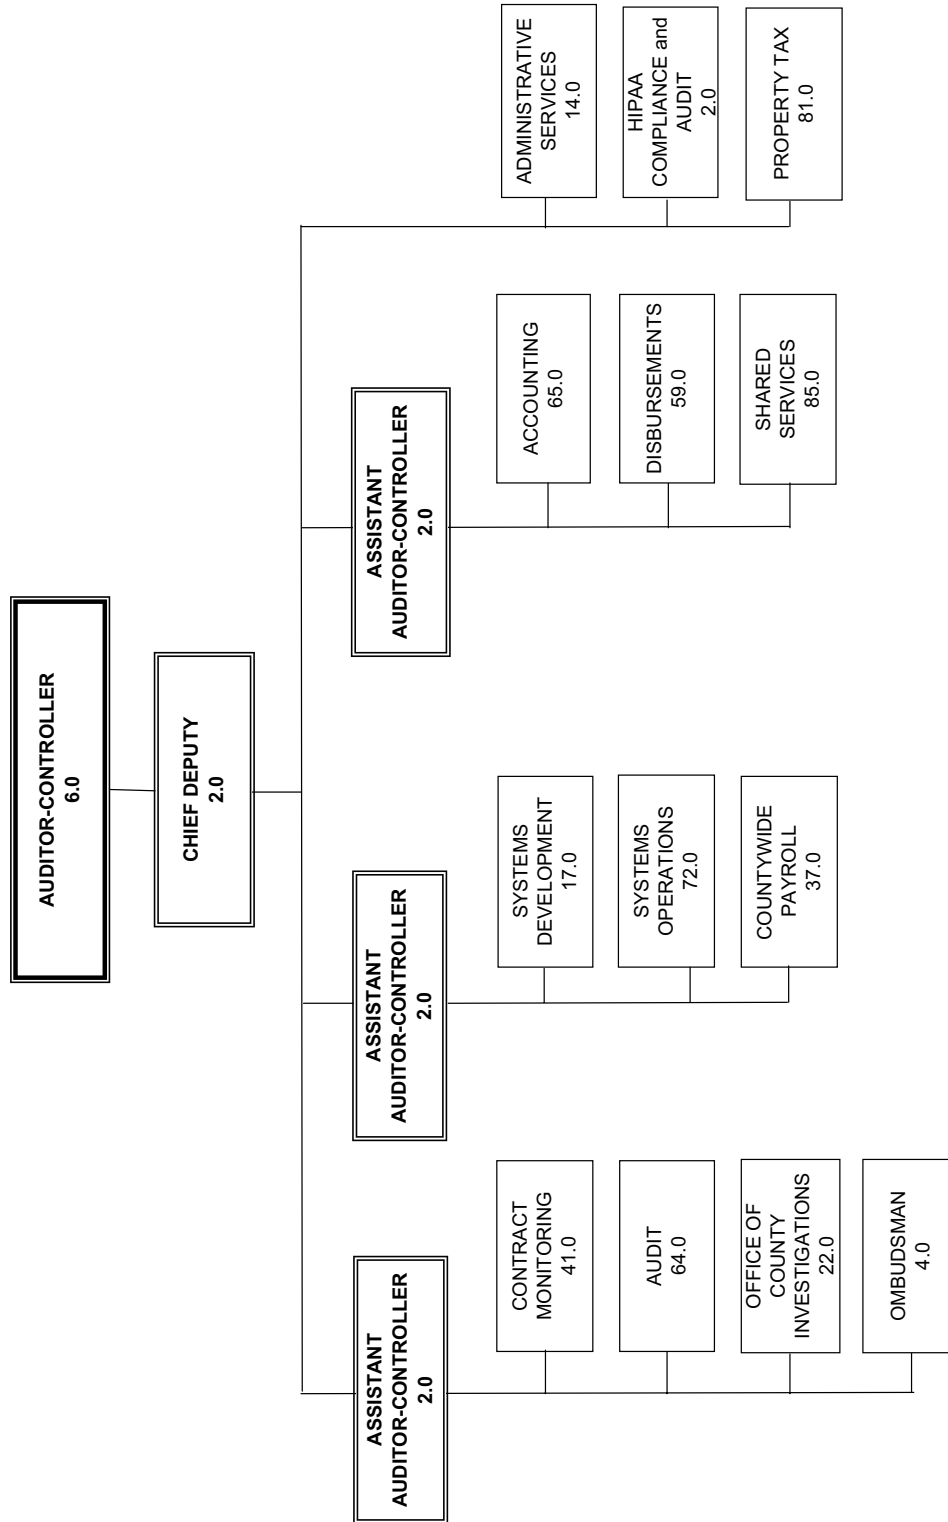 AUDITOR-CONTROLLER
6.0
CHIEF DEPUTY
2.0
ASSISTANT
AUDITOR-CONTROLLER
2.0
ASSISTANT
AUDITOR-CONTROLLER
2.0
ASSISTANT
AUDITOR-CONTROLLER
2.0
CONTRACT
MONITORING
41.0
AUDIT
64.0
OFFICE OF
COUNTY
INVESTIGATIONS
22.0
OMBUDSMAN
4.0
SYSTEMS
DEVELOPMENT
17.0
SYSTEMS
OPERATIONS
72.0
COUNTYWIDE
PAYROLL
37.0
ACCOUNTING
65.0
DISBURSEMENTS
59.0
SHARED
SERVICES
85.0
ADMINISTRATIVE
SERVICES
14.0
HIPAA
COMPLIANCE and
AUDIT
2.0
PROPERTY TAX
81.0